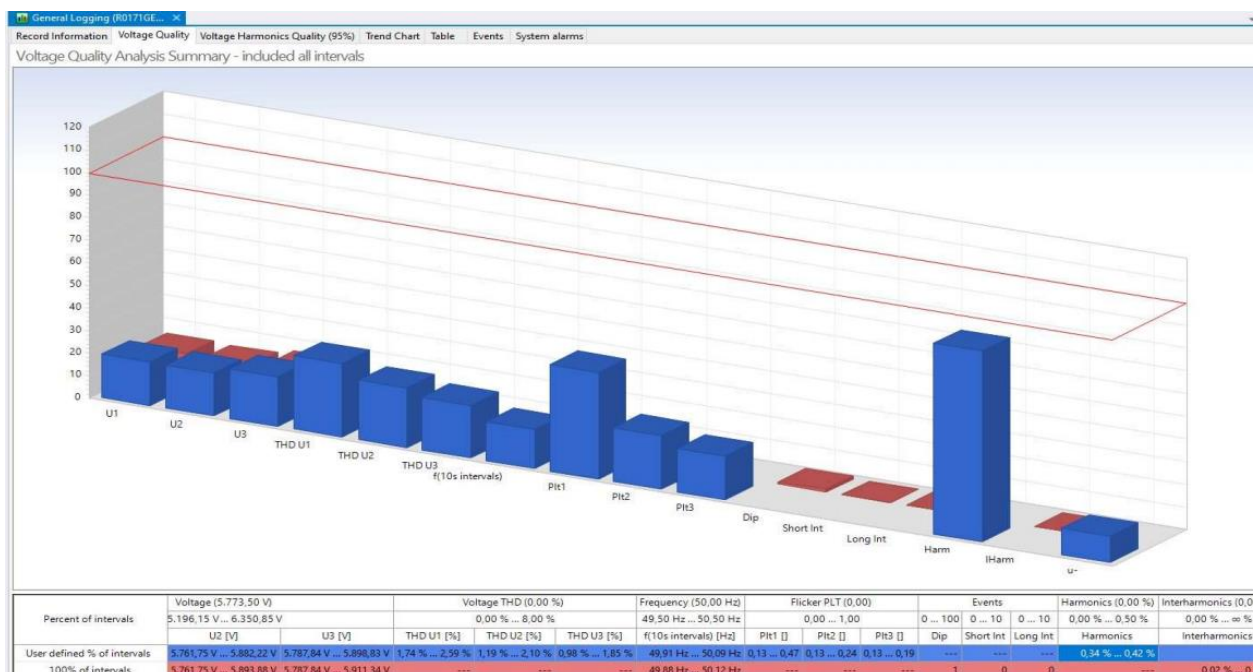 General Logging (R0171GE... ×
Record Information Voltage Quality Voltage Harmonics Quality (95%) Trend Chart Table Events System alarms
Voltage Quality Analysis Summary - included all intervals
120
110
100
90
80
70
60
50
40
30
20
10
0
U1
U2
U3
THD U1
THD U2
THD U3
f(10s intervals)
Plt1
Plt2
Plt3
Dip
Short Int
Long Int
Harm
IHarm
u-
Percent of intervals Voltage (5.773,50 V) Voltage THD (0,00 %) Frequency (50,00 Hz) Flicker PLT (0,00) Events Harmonics (0,00 %) Interharmonics (0,0
5.196,15 V ... 6.350,85 V 0,00 % ... 8,00 % 49,50 Hz ... 50,50 Hz 0,00 ... 1,00 0 ... 100 0 ... 10 0 ... 10 0,00 % ... 0,50 % 0,00 % ... ∞ %
U2 [V] U3 [V] THD U1 [%] THD U2 [%] THD U3 [%] f(10s intervals) [Hz] Plt1 [] Plt2 [] Plt3 [] Dip Short Int Long Int Harmonics Interharmonics
User defined % of intervals 5.761,75 V ... 5.882,22 V 5.787,84 V ... 5.898,83 V 1,74 % ... 2,59 % 1,19 % ... 2,10 % 0,98 % ... 1,85 % 49,91 Hz ... 50,09 Hz 0,13 ... 0,47 0,13 ... 0,24 0,13 ... 0,19 --- --- --- 0,34 % ... 0,42 %
100% of intervals 5.761,75 V ... 5.893,88 V 5.787,84 V ... 5.911,34 V --- --- --- 49,88 Hz ... 50,12 Hz --- --- --- 1 0 0 --- 0,02 % ...